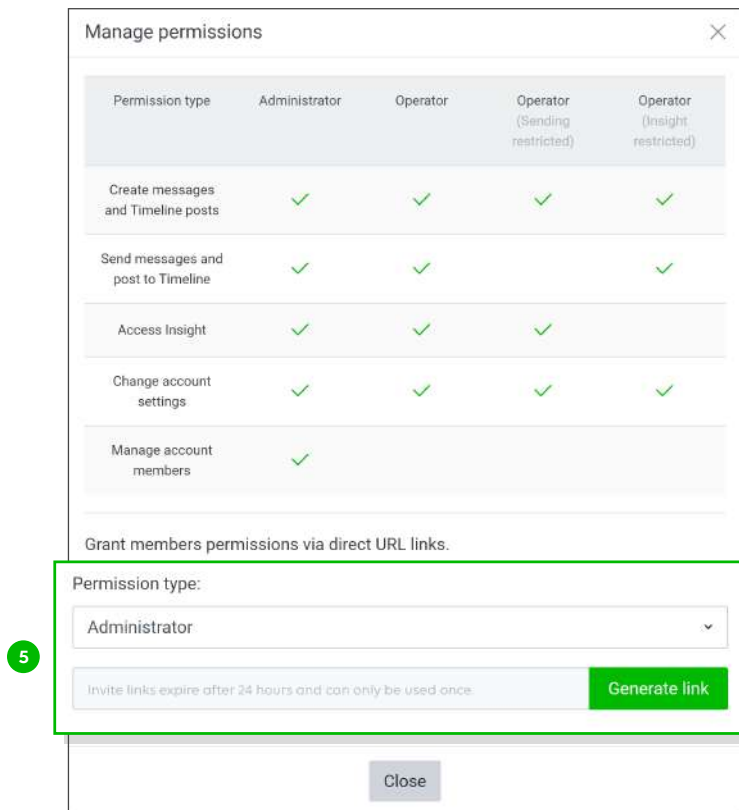 Manage permissions
Permission type
Administrator
Operator
Operator
(Sending
restricted)
Operator
(Insight
restricted)
Create messages
and Timeline posts
Send messages and
post to Timeline
Access Insight
Change account
settings
Manage account
members
Grant members permissions via direct URL links.
Permission type:
Administrator
5
Invite links expire after 24 hours and can only be used once.
Generate link
Close